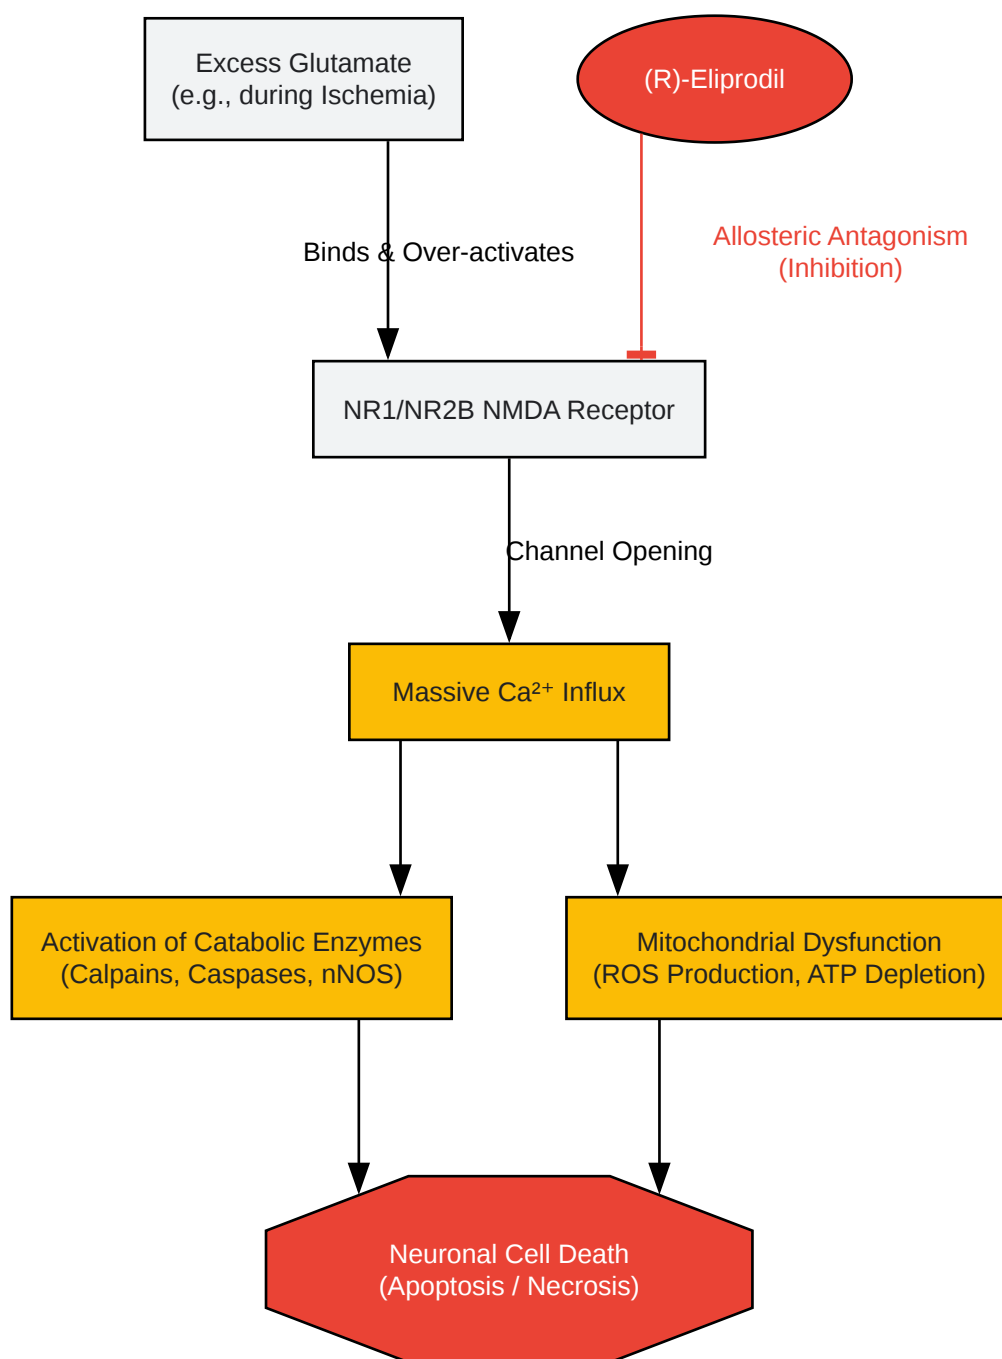 Excess Glutamate
(e.g., during Ischemia)
(R)-Eliprodil
Binds & Over-activates
Allosteric Antagonism
(Inhibition)
NR1/NR2B NMDA Receptor
Channel Opening
Massive Ca²⁺ Influx
Activation of Catabolic Enzymes
(Calpains, Caspases, nNOS)
Mitochondrial Dysfunction
(ROS Production, ATP Depletion)
Neuronal Cell Death
(Apoptosis / Necrosis)